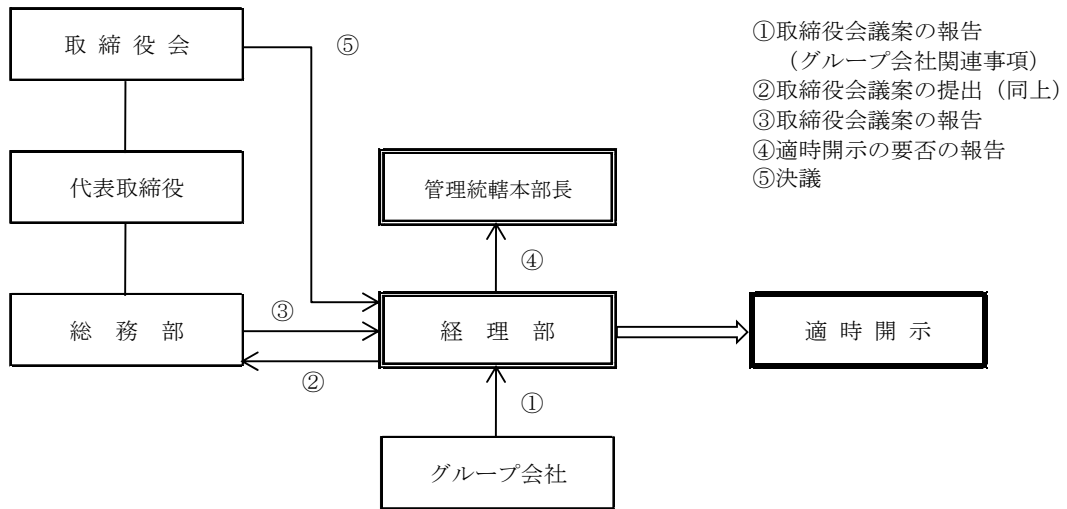 取 締 役 会
⑤
①取締役会議案の報告
(グループ会社関連事項)
②取締役会議案の提出(同上)
③取締役会議案の報告
④適時開示の要否の報告
⑤決議
代表取締役
管理統轄本部長
④
総 務 部
③
②
経 理 部
適 時 開 示
①
グループ会社